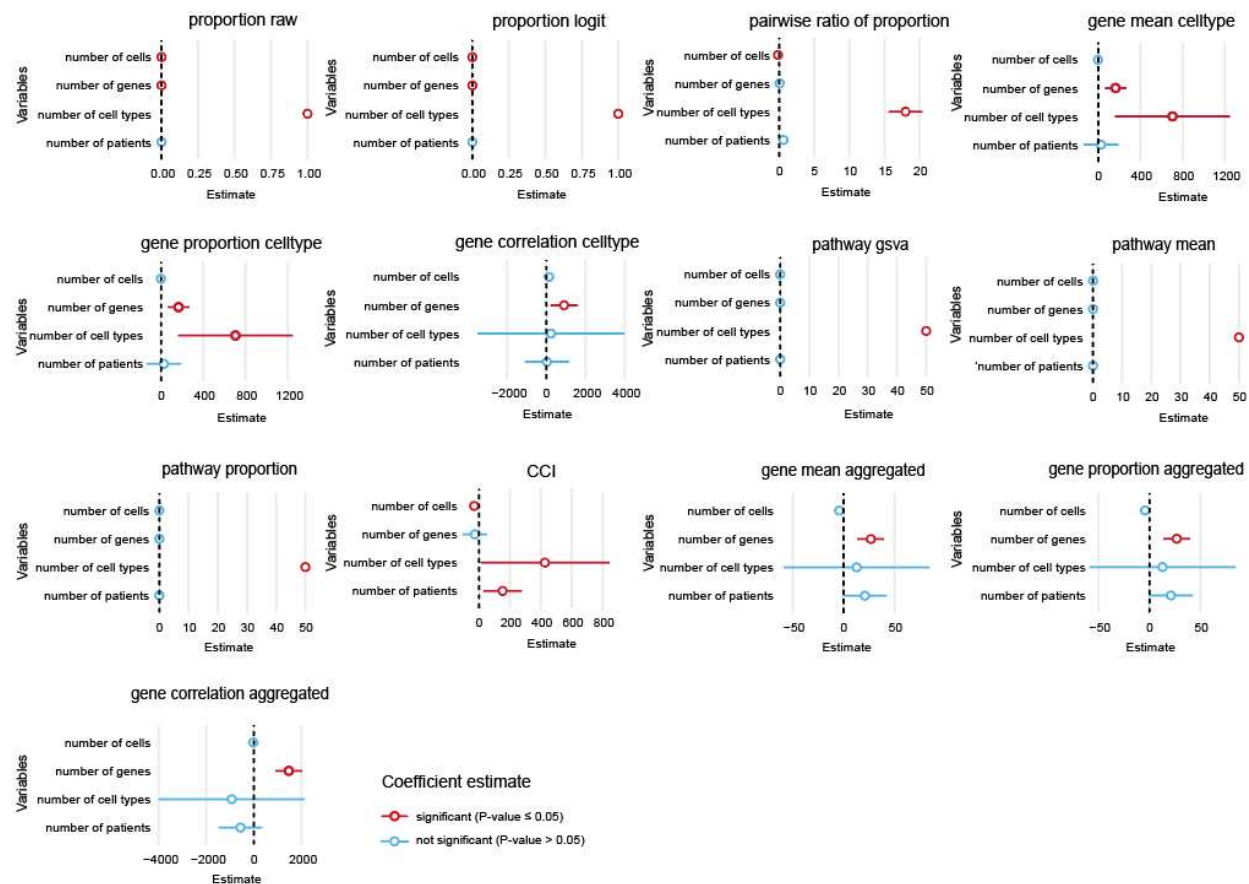 proportion raw
Variables
number of cells
number of genes
number of cell types
number of patients
0.00 0.25 0.50 0.75 1.00
Estimate
proportion logit
Variables
number of cells
number of genes
number of cell types
number of patients
0.00 0.25 0.50 0.75 1.00
Estimate
pairwise ratio of proportion
Variables
number of cells
number of genes
number of cell types
number of patients
0 5 10 15 20
Estimate
gene mean celltype
Variables
number of cells
number of genes
number of cell types
number of patients
0 400 800 1200
Estimate
gene proportion celltype
Variables
number of cells
number of genes
number of cell types
number of patients
0 400 800 1200
Estimate
gene correlation celltype
Variables
number of cells
number of genes
number of cell types
number of patients
−2000 0 2000 4000
Estimate
pathway gsva
Variables
number of cells
number of genes
number of cell types
number of patients
0 10 20 30 40 50
Estimate
pathway mean
Variables
number of cells
number of genes
number of cell types
'number of patients
0 10 20 30 40 50
Estimate
pathway proportion
Variables
number of cells
number of genes
number of cell types
number of patients
0 10 20 30 40 50
Estimate
CCI
Variables
number of cells
number of genes
number of cell types
number of patients
0 200 400 600 800
Estimate
gene mean aggregated
Variables
number of cells
number of genes
number of cell types
number of patients
−50 0 50
Estimate
gene proportion aggregated
Variables
number of cells
number of genes
number of cell types
number of patients
−50 0 50
Estimate
gene correlation aggregated
Variables
number of cells
number of genes
number of cell types
number of patients
−4000 −2000 0 2000
Estimate
Coefficient estimate
significant (P-value ≤ 0.05)
not significant (P-value > 0.05)